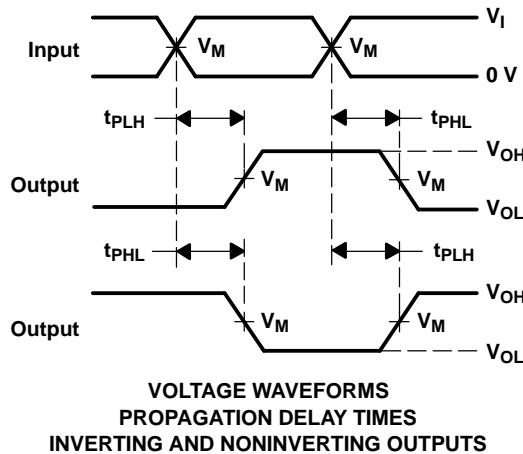 V_I
Input
V_M
V_M
0 V
t_PLH
t_PHL
V_OH
Output
V_M
V_M
V_OL
t_PHL
t_PLH
V_OH
Output
V_M
V_M
V_OL
VOLTAGE WAVEFORMS
PROPAGATION DELAY TIMES
INVERTING AND NONINVERTING OUTPUTS